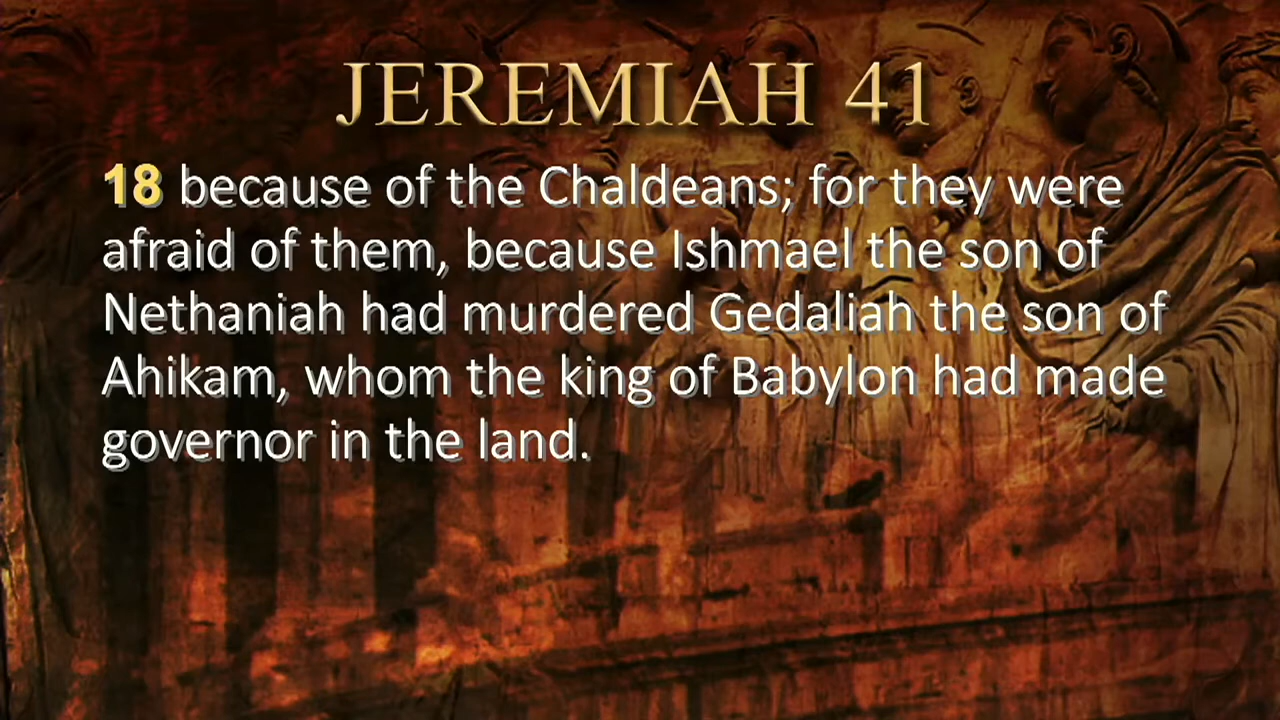 JEREMIAH 41
18 because of the Chaldeans; for they were
afraid of them, because Ishmael the son of
Nethaniah had murdered Gedaliah the son of
Ahikam, whom the king of Babylon had made
governor in the land.